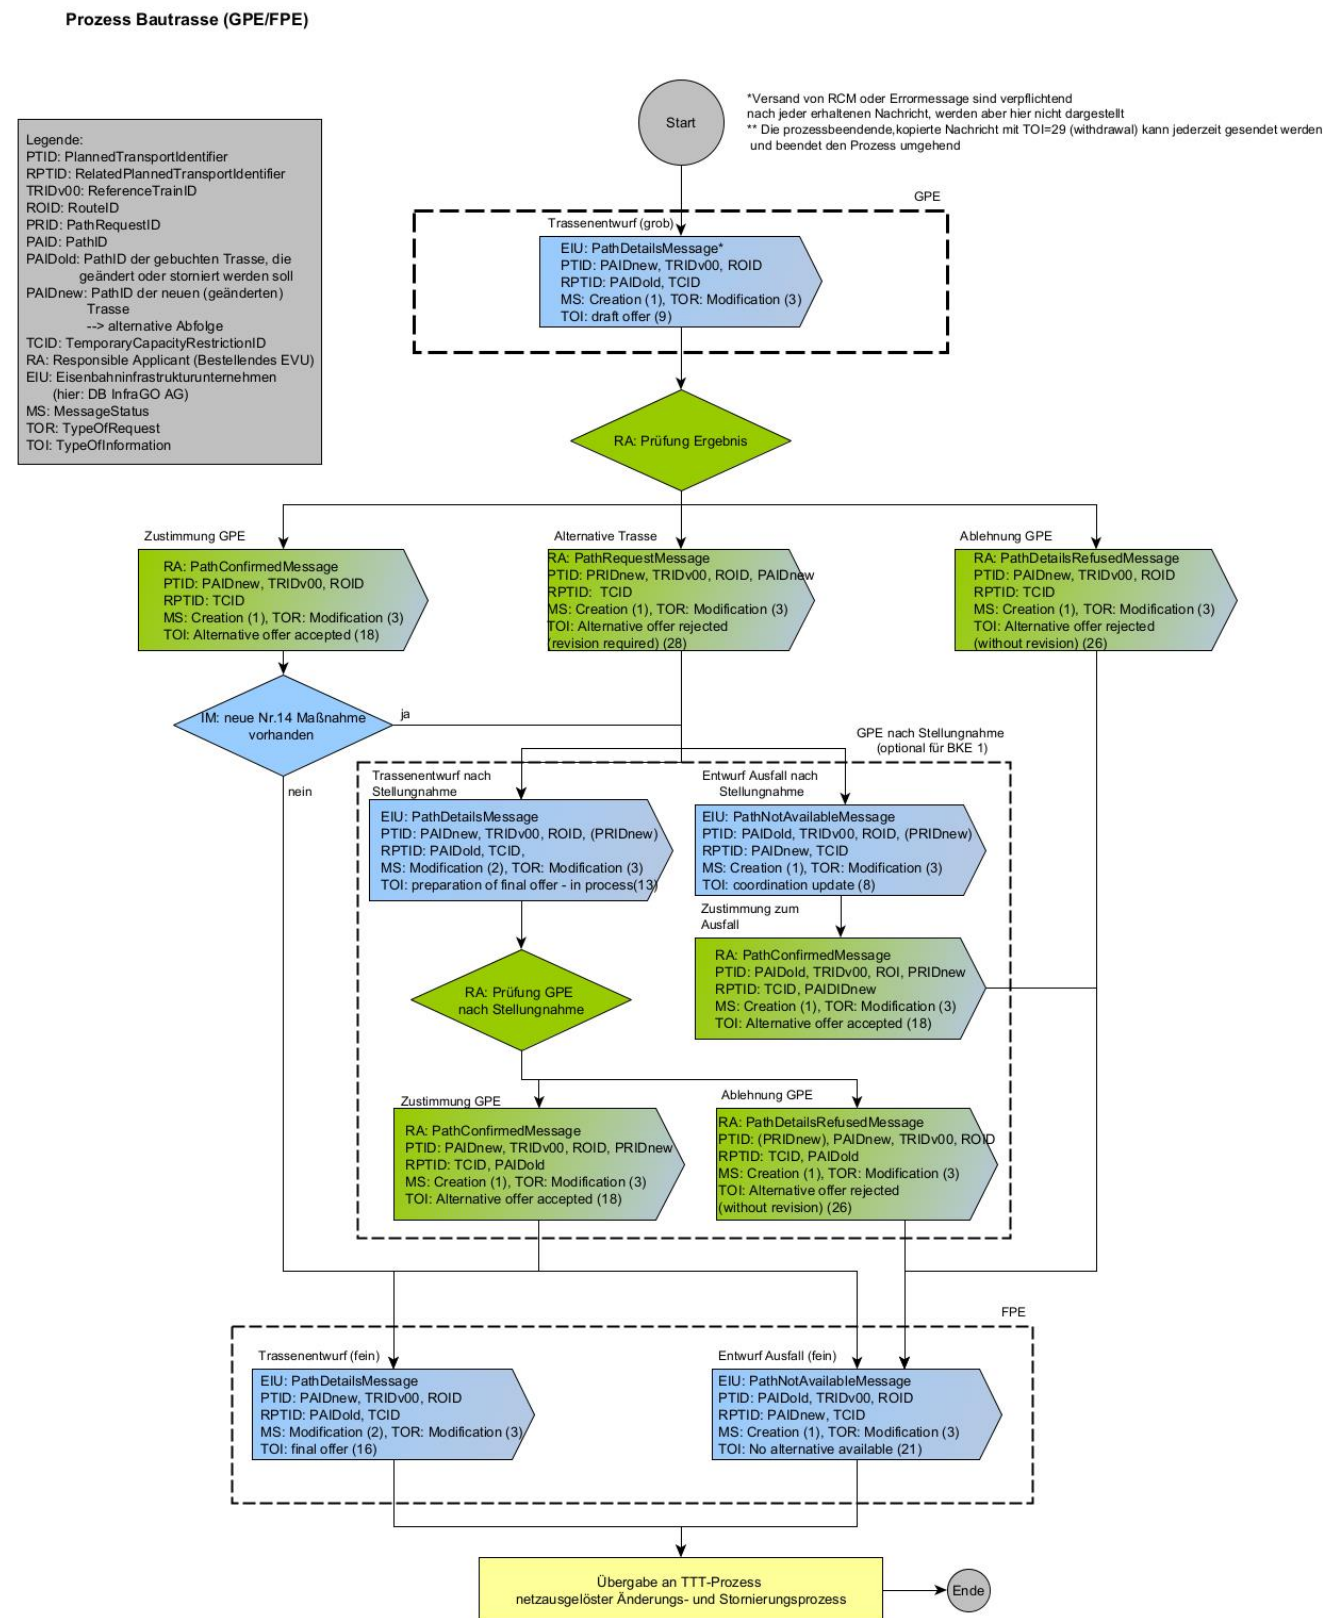 Prozess Bautrasse (GPE/FPE)
Start
*Versand von RCM oder Errormessage sind verpflichtend
nach jeder erhaltenen Nachricht, werden aber hier nicht dargestellt
** Die prozessbeendende,kopierte Nachricht mit TOI=29 (withdrawal) kann jederzeit gesendet werden
und beendet den Prozess umgehend
Legende:
PTID: PlannedTransportIdentifier
RPTID: RelatedPlannedTransportIdentifier
TRIDv00: ReferenceTrainID
ROID: RouteID
PRID: PathRequestID
PAID: PathID
PAIDold: PathID der gebuchten Trasse, die
geändert oder storniert werden soll
PAIDnew: PathID der neuen (geänderten)
Trasse
--> alternative Abfolge
TCID: TemporaryCapacityRestrictionID
RA: Responsible Applicant (Bestellendes EVU)
EIU: Eisenbahninfrastrukturunternehmen
(hier: DB InfraGO AG)
MS: MessageStatus
TOR: TypeOfRequest
TOI: TypeOfInformation
GPE
Trassenentwurf (grob)
EIU: PathDetailsMessage*
PTID: PAIDnew, TRIDv00, ROID
RPTID: PAIDold, TCID
MS: Creation (1), TOR: Modification (3)
TOI: draft offer (9)
RA: Prüfung Ergebnis
Zustimmung GPE
RA: PathConfirmedMessage
PTID: PAIDnew, TRIDv00, ROID
RPTID: TCID
MS: Creation (1), TOR: Modification (3)
TOI: Alternative offer accepted (18)
Alternative Trasse
RA: PathRequestMessage
PTID: PRIDnew, TRIDv00, ROID, PAIDnew
RPTID: TCID
MS: Creation (1), TOR: Modification (3)
TOI: Alternative offer rejected
(revision required) (28)
Ablehnung GPE
RA: PathDetailsRefusedMessage
PTID: PAIDnew, TRIDv00, ROID
RPTID: TCID
MS: Creation (1), TOR: Modification (3)
TOI: Alternative offer rejected
(without revision) (26)
IM: neue Nr.14 Maßnahme
vorhanden
ja
nein
GPE nach Stellungnahme
(optional für BKE 1)
Trassenentwurf nach
Stellungnahme
EIU: PathDetailsMessage
PTID: PAIDnew, TRIDv00, ROID, (PRIDnew)
RPTID: PAIDold, TCID,
MS: Modification (2), TOR: Modification (3)
TOI: preparation of final offer - in process(13)
Entwurf Ausfall nach
Stellungnahme
EIU: PathNotAvailableMessage
PTID: PAIDold, TRIDv00, ROID, (PRIDnew)
RPTID: PAIDnew, TCID
MS: Creation (1), TOR: Modification (3)
TOI: coordination update (8)
Zustimmung zum
Ausfall
RA: PathConfirmedMessage
PTID: PAIDold, TRIDv00, ROI, PRIDnew
RPTID: TCID, PAIDIDnew
MS: Creation (1), TOR: Modification (3)
TOI: Alternative offer accepted (18)
RA: Prüfung GPE
nach Stellungnahme
Zustimmung GPE
RA: PathConfirmedMessage
PTID: PAIDnew, TRIDv00, ROID, PRIDnew
RPTID: TCID, PAIDold
MS: Creation (1), TOR: Modification (3)
TOI: Alternative offer accepted (18)
Ablehnung GPE
RA: PathDetailsRefusedMessage
PTID: (PRIDnew), PAIDnew, TRIDv00, ROID
RPTID: TCID, PAIDold
MS: Creation (1), TOR: Modification (3)
TOI: Alternative offer rejected
(without revision) (26)
FPE
Trassenentwurf (fein)
EIU: PathDetailsMessage
PTID: PAIDnew, TRIDv00, ROID
RPTID: PAIDold, TCID
MS: Modification (2), TOR: Modification (3)
TOI: final offer (16)
Entwurf Ausfall (fein)
EIU: PathNotAvailableMessage
PTID: PAIDold, TRIDv00, ROID
RPTID: PAIDnew, TCID
MS: Creation (1), TOR: Modification (3)
TOI: No alternative available (21)
Übergabe an TTT-Prozess
netzausgelöster Änderungs- und Stornierungsprozess
Ende